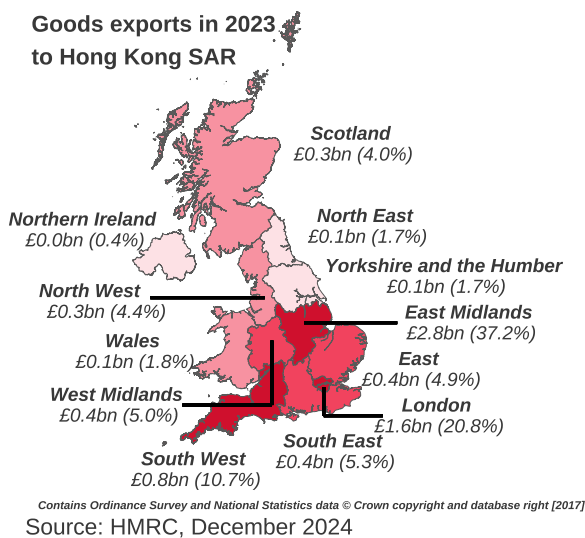 Goods exports in 2023
to Hong Kong SAR
Scotland
£0.3bn (4.0%)
Northern Ireland
£0.0bn (0.4%)
North East
£0.1bn (1.7%)
Yorkshire and the Humber
£0.1bn (1.7%)
North West
£0.3bn (4.4%)
East Midlands
£2.8bn (37.2%)
Wales
£0.1bn (1.8%)
East
£0.4bn (4.9%)
West Midlands
£0.4bn (5.0%)
London
£1.6bn (20.8%)
South East
£0.4bn (5.3%)
South West
£0.8bn (10.7%)
Contains Ordinance Survey and National Statistics data © Crown copyright and database right [2017]
Source: HMRC, December 2024